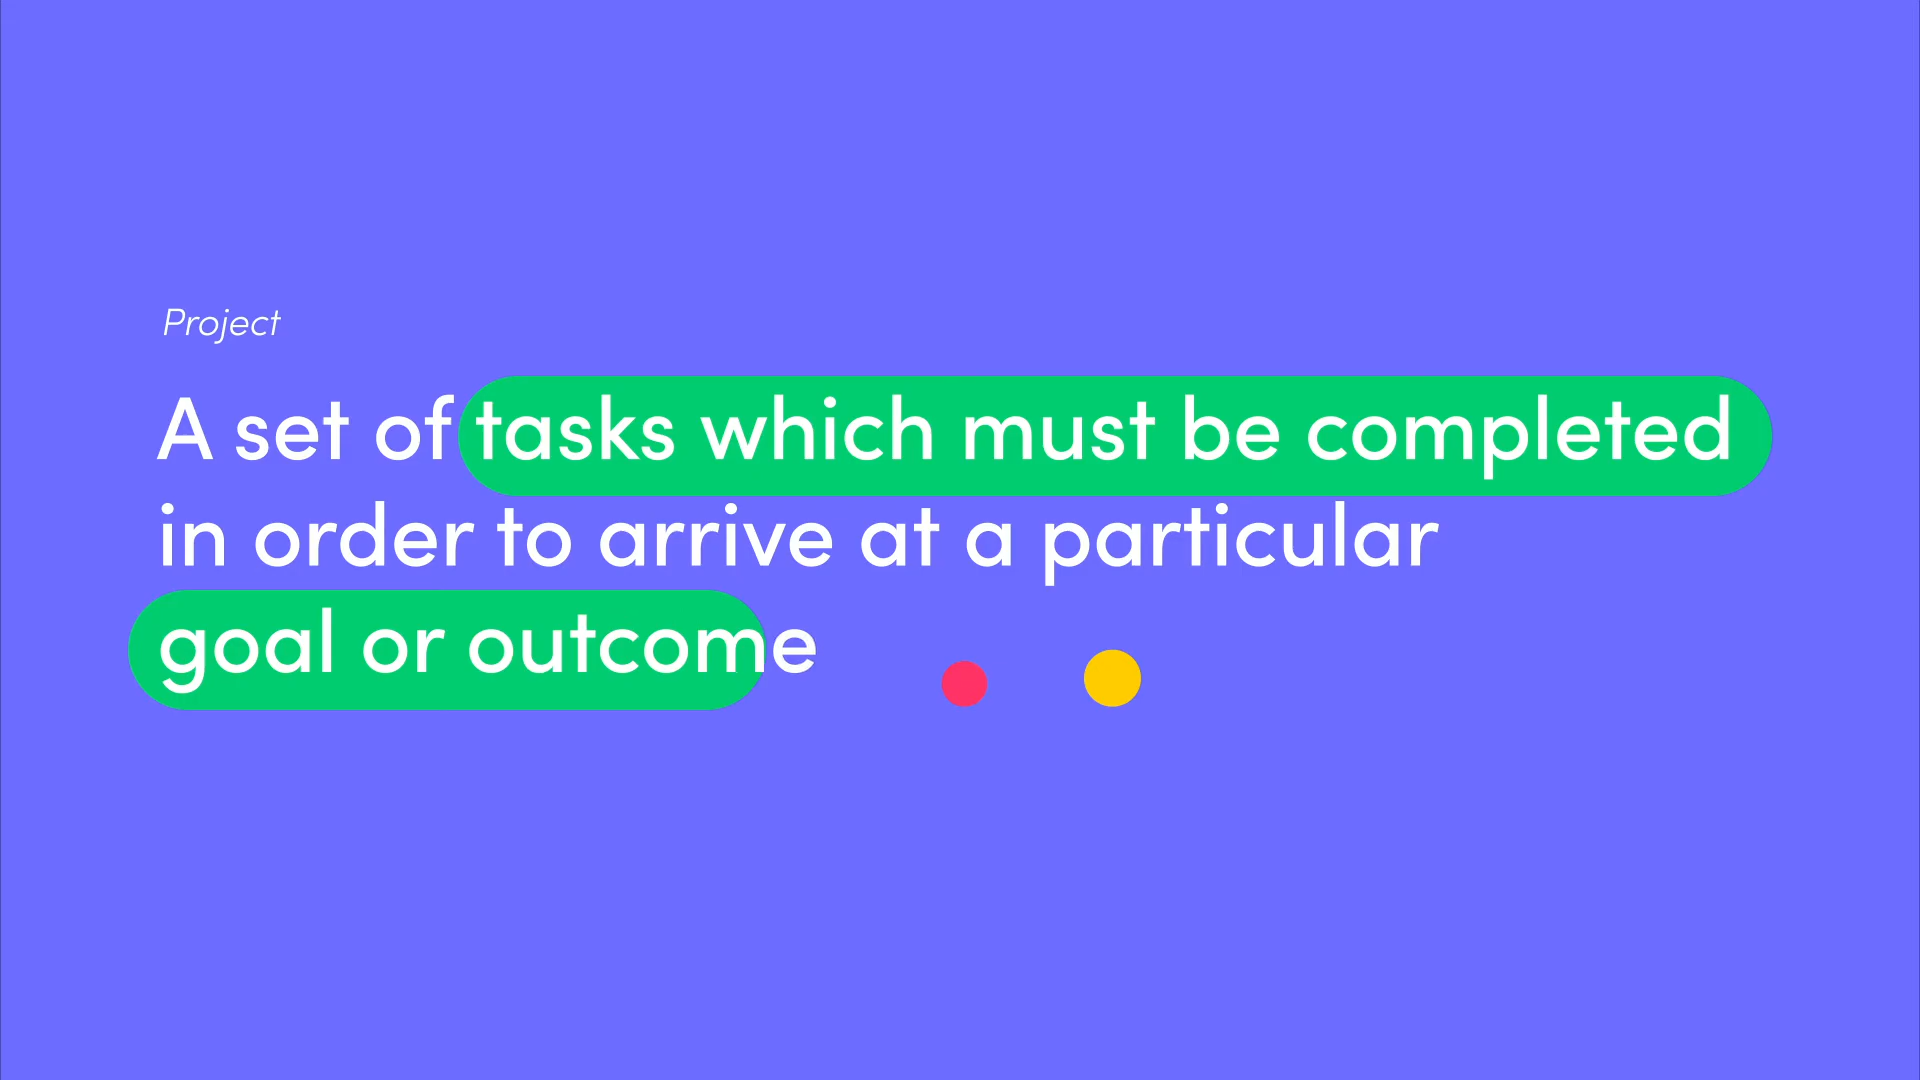 Project
A set of tasks which must be completed
in order to arrive at a particular
goal or outcome